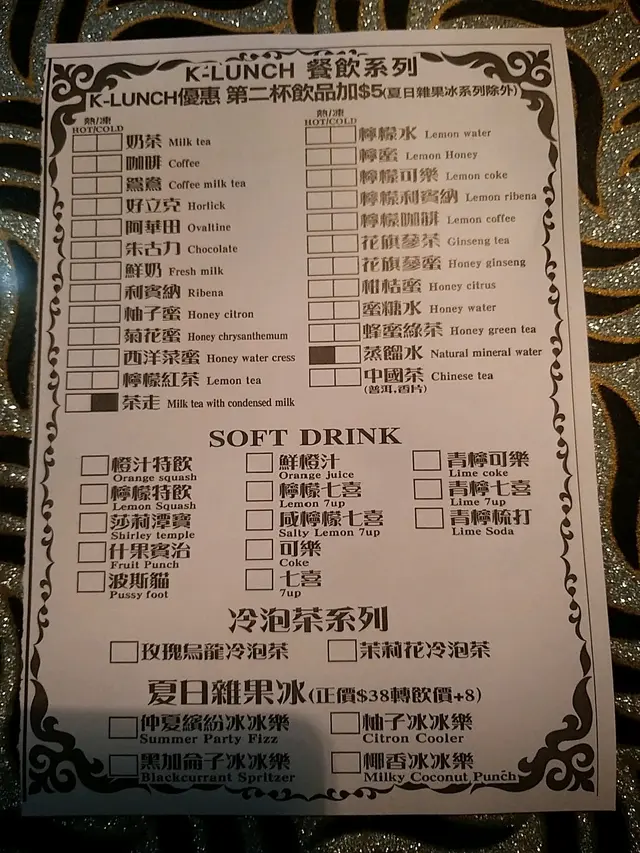 K-LUNCH 餐飲系列
K-LUNCH優惠 第二杯飲品加$5(夏日雜果冰系列除外)
熱/凍
HOT/COLD
奶茶 Milk tea
咖啡 Coffee
鴛鴦 Coffee milk tea
好立克 Horlick
阿華田 Ovaltine
朱古力 Chocolate
鮮奶 Fresh milk
利賓納 Ribena
柚子蜜 Honey citron
菊花蜜 Honey chrysanthemum
西洋菜蜜 Honey water cress
檸檬紅茶 Lemon tea
茶走 Milk tea with condensed milk
熱/凍
HOT/COLD
檸檬水 Lemon water
檸蜜 Lemon Honey
檸檬可樂 Lemon coke
檸檬利賓納 Lemon ribena
檸檬咖啡 Lemon coffee
花旗參茶 Ginseng tea
花旗參蜜 Honey ginseng
柑桔蜜 Honey citrus
蜜糖水 Honey water
蜂蜜綠茶 Honey green tea
蒸餾水 Natural mineral water
中國茶 Chinese tea
(普洱,香片)
SOFT DRINK
橙汁特飲
Orange squash
檸檬特飲
Lemon Squash
莎莉潭寶
Shirley temple
什果賓治
Fruit Punch
波斯貓
Pussy foot
鮮橙汁
Orange juice
檸檬七喜
Lemon 7up
咸檸檬七喜
Salty Lemon 7up
可樂
Coke
七喜
7up
青檸可樂
Lime coke
青檸七喜
Lime 7up
青檸梳打
Lime Soda
冷泡茶系列
玫瑰烏龍冷泡茶
茉莉花冷泡茶
夏日雜果冰(正價$38轉飲價+8)
仲夏繽紛冰冰樂
Summer Party Fizz
柚子冰冰樂
Citron Cooler
黑加侖子冰冰樂
Blackcurrant Spritzer
椰香冰冰樂
Milky Coconut Punch